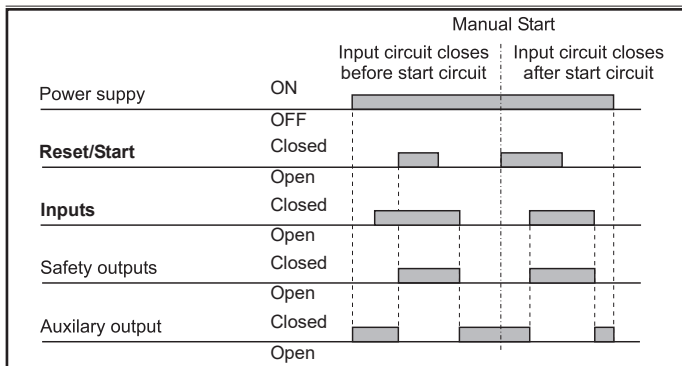 Manual Start
Input circuit closes
before start circuit
Input circuit closes
after start circuit
Power suppy
ON
OFF
Reset/Start
Closed
Open
Inputs
Closed
Open
Safety outputs
Closed
Open
Auxilary output
Closed
Open